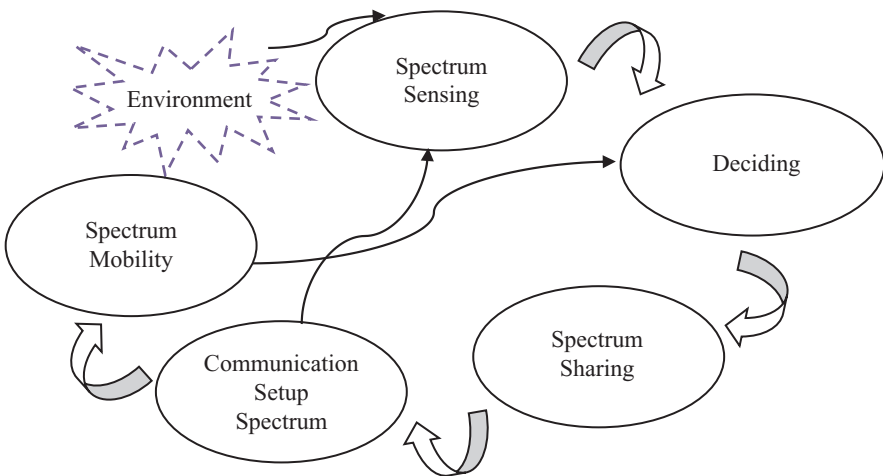 Environment
Spectrum
Sensing
Deciding
Spectrum
Mobility
Spectrum
Sharing
Communication
Setup
Spectrum